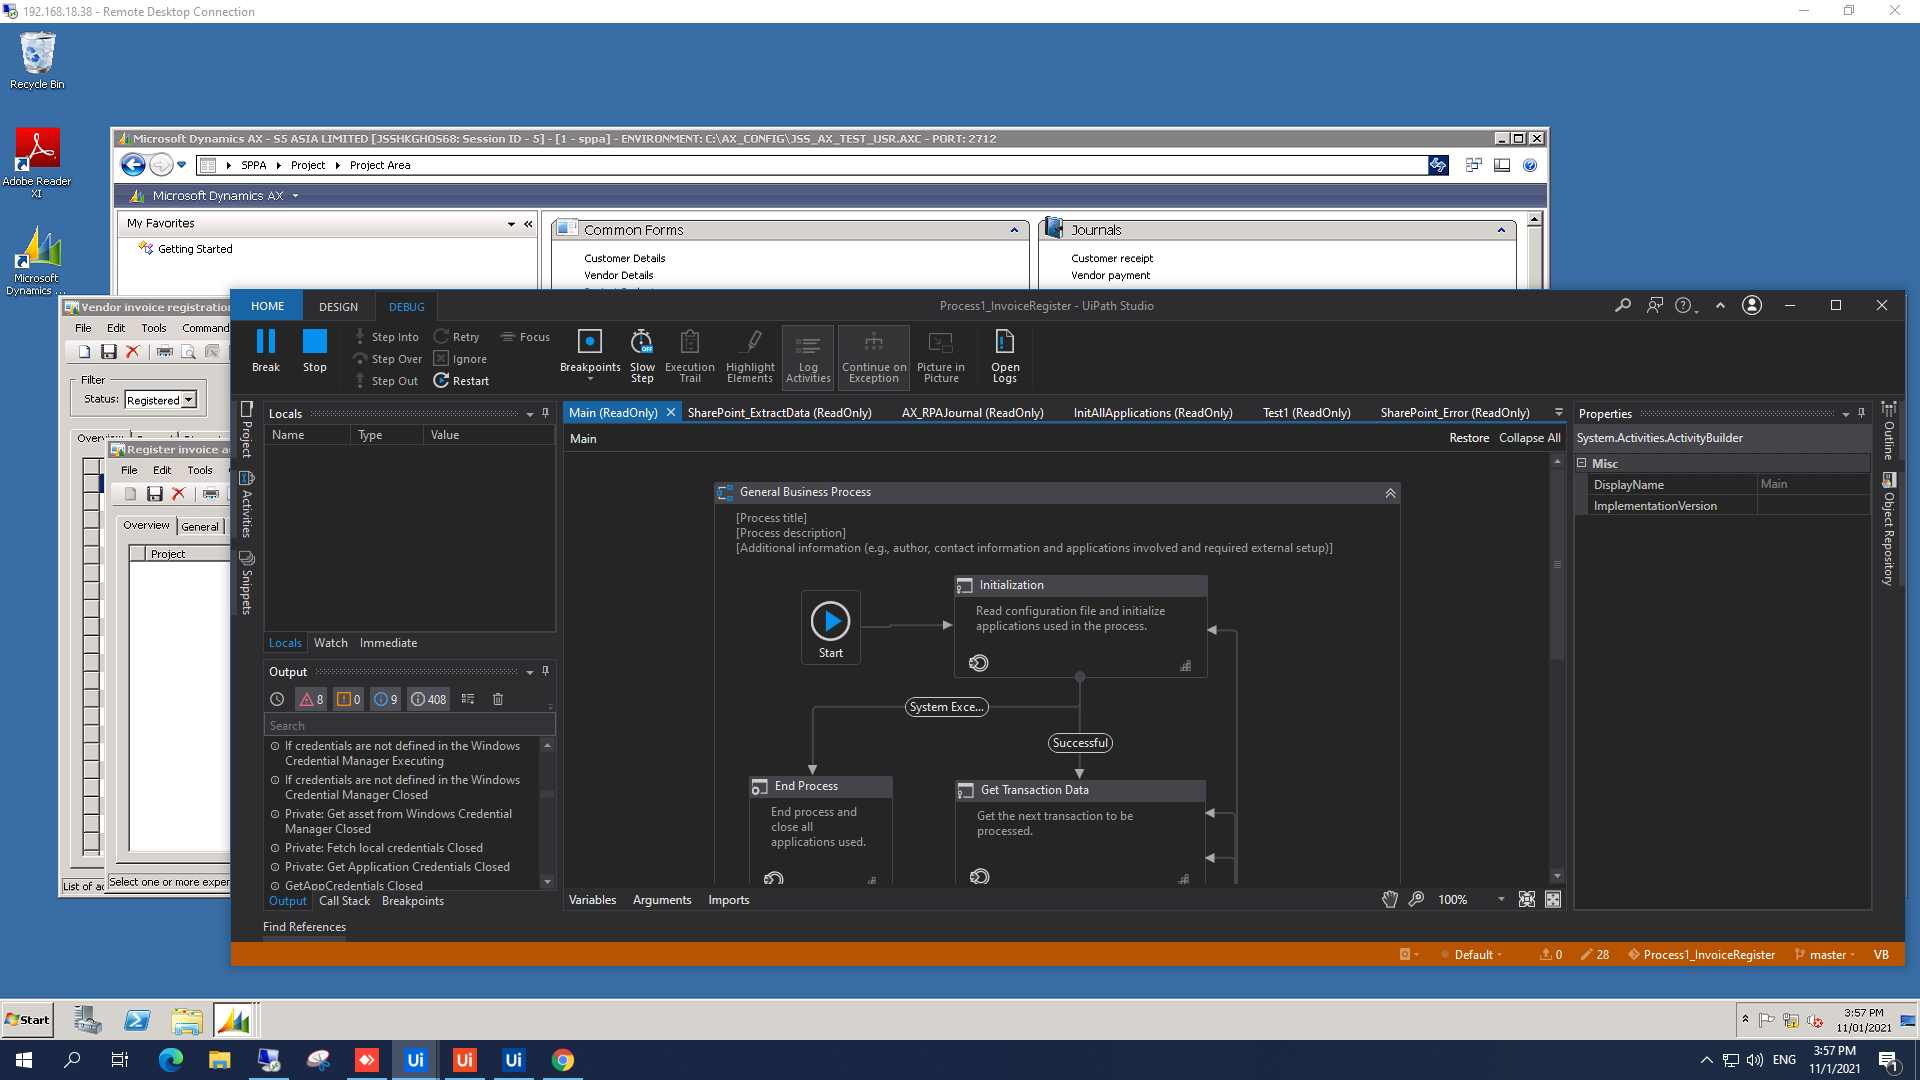 192.168.18.38 - Remote Desktop Connection
Recycle Bin
Adobe Reader XI
Microsoft Dynamics ...
Microsoft Dynamics AX - S5 ASIA LIMITED [JSSHKGHOS68: Session ID - 5] - [1 - sppa] - ENVIRONMENT: C:\AX_CONFIG\JSS_AX_TEST_USR.AXC - PORT: 2712
SPPA Project Project Area
Microsoft Dynamics AX
My Favorites
Getting Started
Common Forms
Customer Details
Vendor Details
Journals
Customer receipt
Vendor payment
Vendor invoice registration
File Edit Tools Command
Filter
Status: Registered
Overview
Register invoice a
File Edit Tools
Overview General
Project
List of ac
Select one or more exper
HOME DESIGN DEBUG
Process1_InvoiceRegister - UiPath Studio
Break
Stop
Step Into
Step Over
Step Out
Retry
Ignore
Restart
Focus
Breakpoints
Slow Step
Execution Trail
Highlight Elements
Log Activities
Continue on Exception
Picture in Picture
Open Logs
Project
Activities
Snippets
Locals
Name Type Value
Locals Watch Immediate
Output
8 0 9 408
Search
If credentials are not defined in the Windows
Credential Manager Executing
If credentials are not defined in the Windows
Credential Manager Closed
Private: Get asset from Windows Credential
Manager Closed
Private: Fetch local credentials Closed
Private: Get Application Credentials Closed
GetAppCredentials Closed
Output Call Stack Breakpoints
Find References
Main (ReadOnly) SharePoint_ExtractData (ReadOnly) AX_RPAJournal (ReadOnly) InitAllApplications (ReadOnly) Test1 (ReadOnly) SharePoint_Error (ReadOnly)
Main
Restore Collapse All
General Business Process
[Process title]
[Process description]
[Additional information (e.g., author, contact information and applications involved and required external setup)]
Start
Initialization
Read configuration file and initialize
applications used in the process.
System Exce...
Successful
End Process
End process and
close all
applications used.
Get Transaction Data
Get the next transaction to be
processed.
Variables Arguments Imports
100%
Properties
System.Activities.ActivityBuilder
Misc
DisplayName Main
ImplementationVersion
Outline
Object Repository
Default 0 28 Process1_InvoiceRegister master VB
Start
3:57 PM
11/01/2021
ENG
3:57 PM
11/1/2021
1